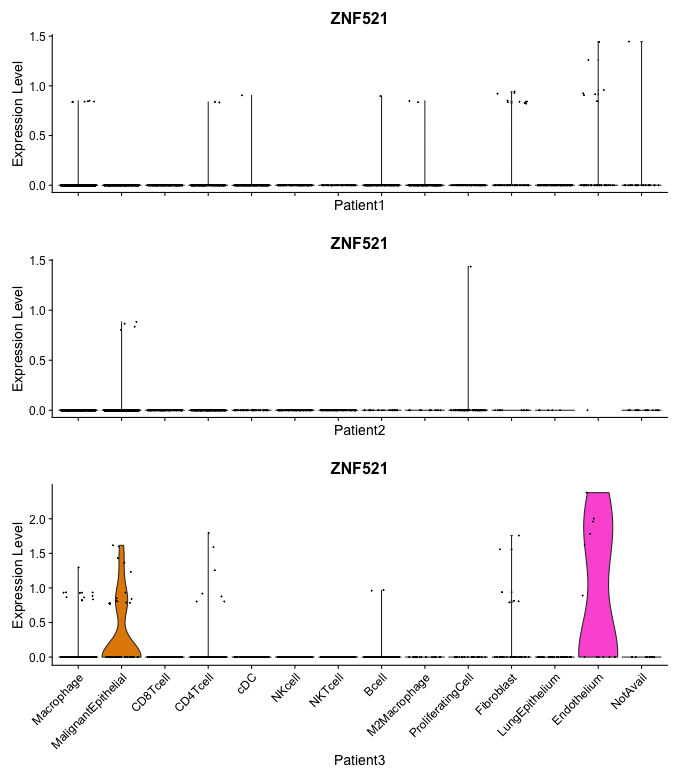 ZNF521
Expression Level
1.5
1.0
0.5
0.0
Patient1
ZNF521
Expression Level
1.5
1.0
0.5
0.0
Patient2
ZNF521
Expression Level
2.0
1.5
1.0
0.5
0.0
Macrophage
MalignantEpithelial
CD8Tcell
CD4Tcell
cDC
NKcell
NKTcell
Bcell
M2Macrophage
ProliferatingCell
Fibroblast
LungEpithelium
Endothelium
NotAvail
Patient3